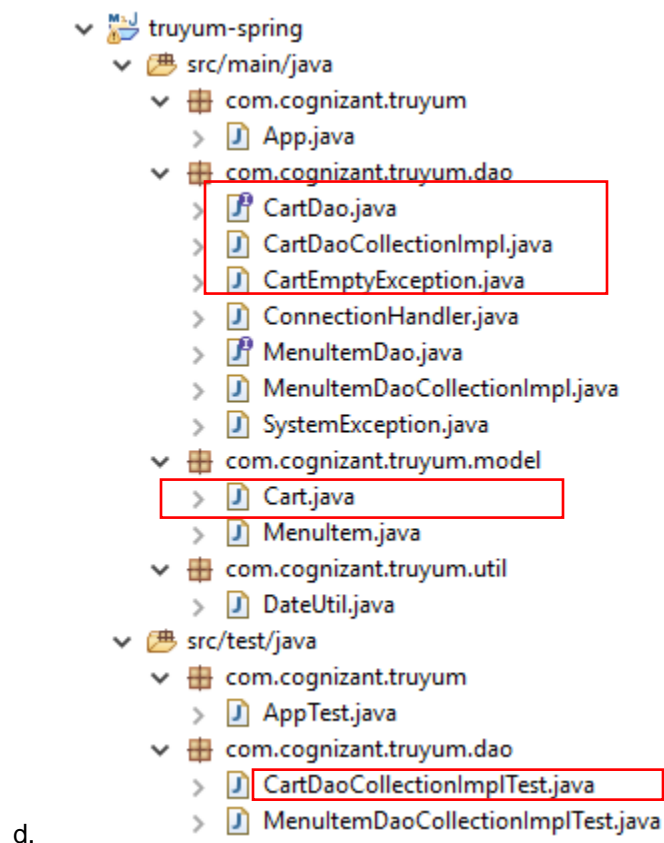 truyum-spring
src/main/java
com.cognizant.truyum
App.java
com.cognizant.truyum.dao
CartDao.java
CartDaoCollectionImpl.java
CartEmptyException.java
ConnectionHandler.java
MenuItemDao.java
MenuItemDaoCollectionImpl.java
SystemException.java
com.cognizant.truyum.model
Cart.java
MenuItem.java
com.cognizant.truyum.util
DateUtil.java
src/test/java
com.cognizant.truyum
AppTest.java
com.cognizant.truyum.dao
CartDaoCollectionImplTest.java
d. MenuItemDaoCollectionImplTest.java